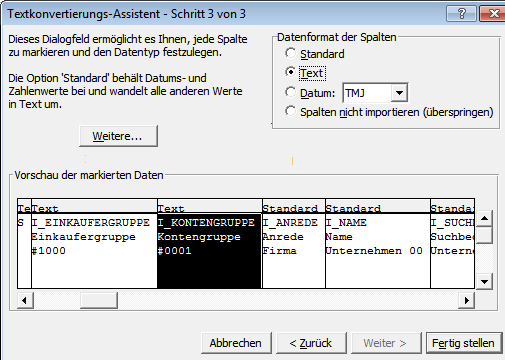 Textkonvertierungs-Assistent - Schritt 3 von 3
Dieses Dialogfeld ermöglicht es Ihnen, jede Spalte
zu markieren und den Datentyp festzulegen.
Die Option 'Standard' behält Datums- und
Zahlenwerte bei und wandelt alle anderen Werte
in Text um.
Weitere...
Datenformat der Spalten
Standard
Text
Datum: TMJ
Spalten nicht importieren (überspringen)
Vorschau der markierten Daten
Te Text Text Standard Standard Standa
S I_EINKAUFERGRUPPE I_KONTENGRUPPE I_ANREDE I_NAME I_SUCH
Einkaufergruppe Kontengruppe Anrede Name Suchbe
#1000 #0001 Firma Unternehmen 00 Untern
Abbrechen < Zurück Weiter > Fertig stellen